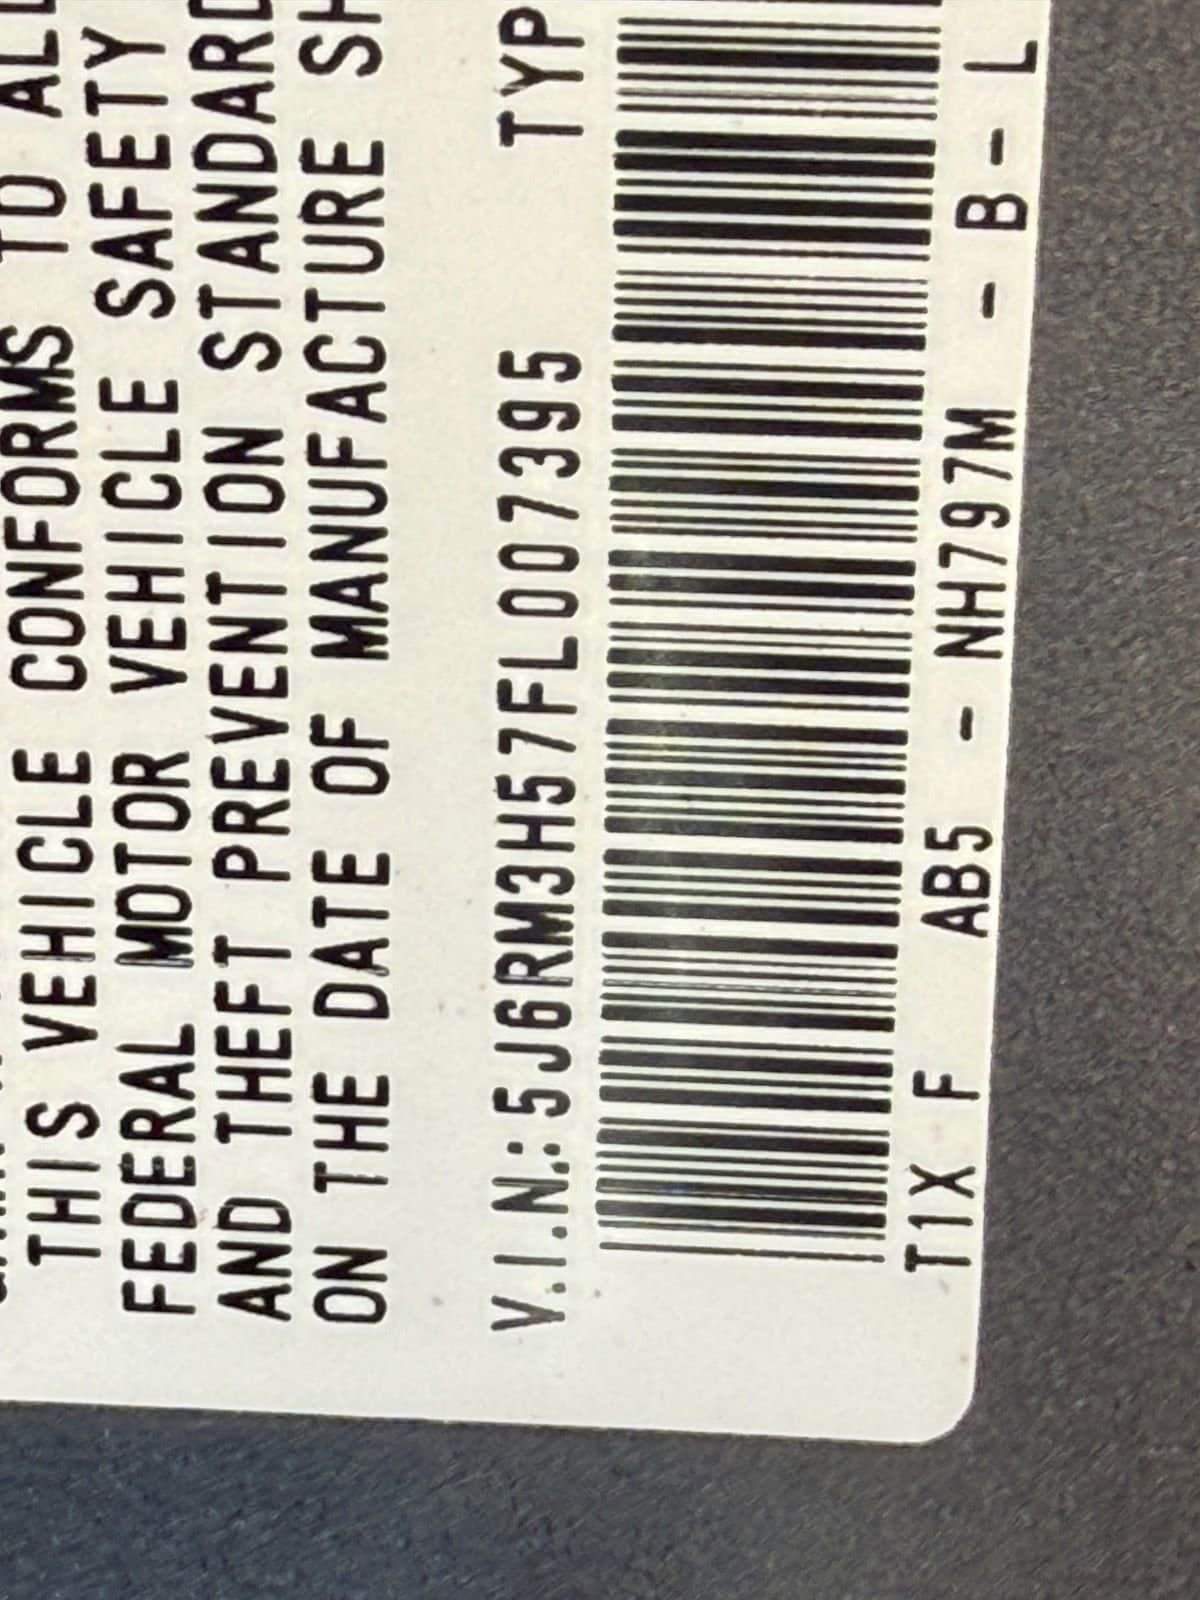 THIS VEHICLE CONFORMS TO ALL
FEDERAL MOTOR VEHICLE SAFETY
AND THEFT PREVENTION STANDARD
ON THE DATE OF MANUFACTURE SH
V.I.N.:5J6RM3H57FL007395 TYP
T1X F AB5 - NH797M - B-L